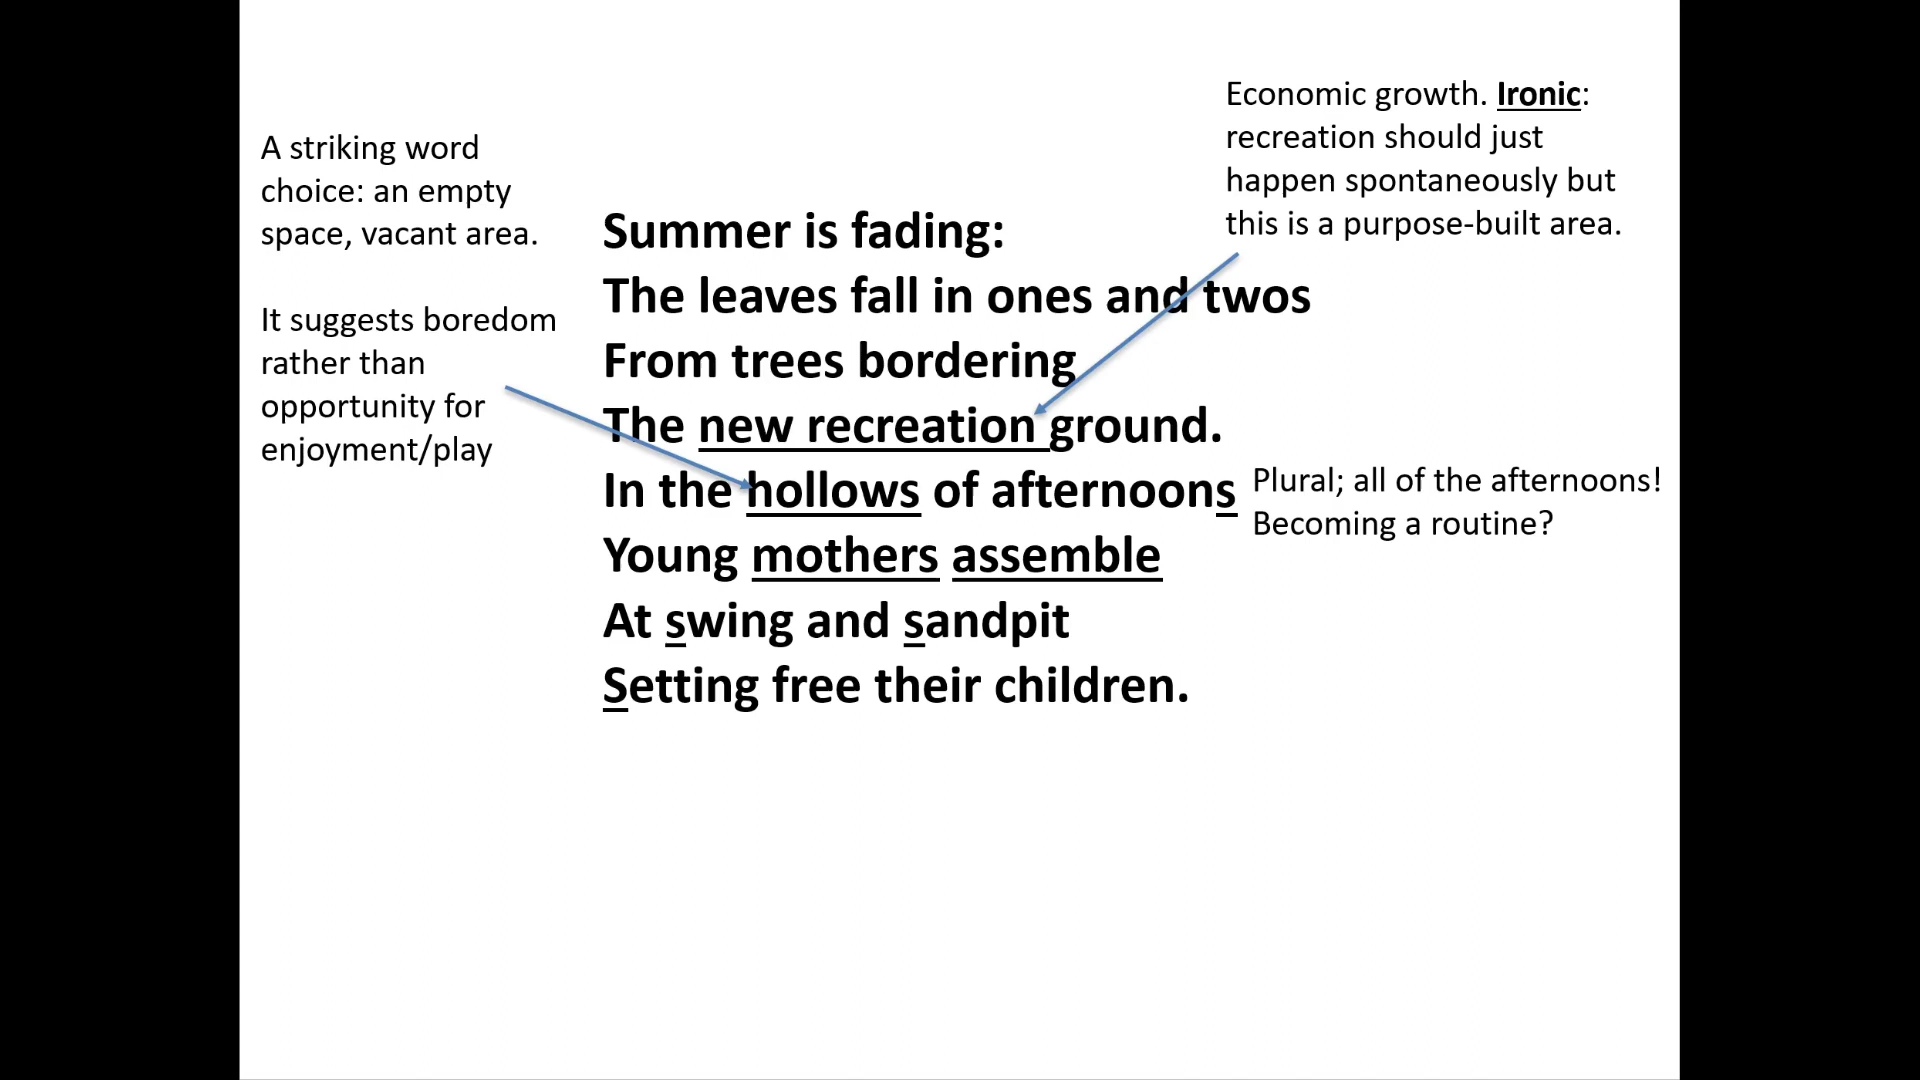 A striking word
choice: an empty
space, vacant area.
It suggests boredom
rather than
opportunity for
enjoyment/play
Summer is fading:
The leaves fall in ones and twos
From trees bordering
The new recreation ground.
In the hollows of afternoons
Young mothers assemble
At swing and sandpit
Setting free their children.
Economic growth. Ironic:
recreation should just
happen spontaneously but
this is a purpose-built area.
Plural; all of the afternoons!
Becoming a routine?